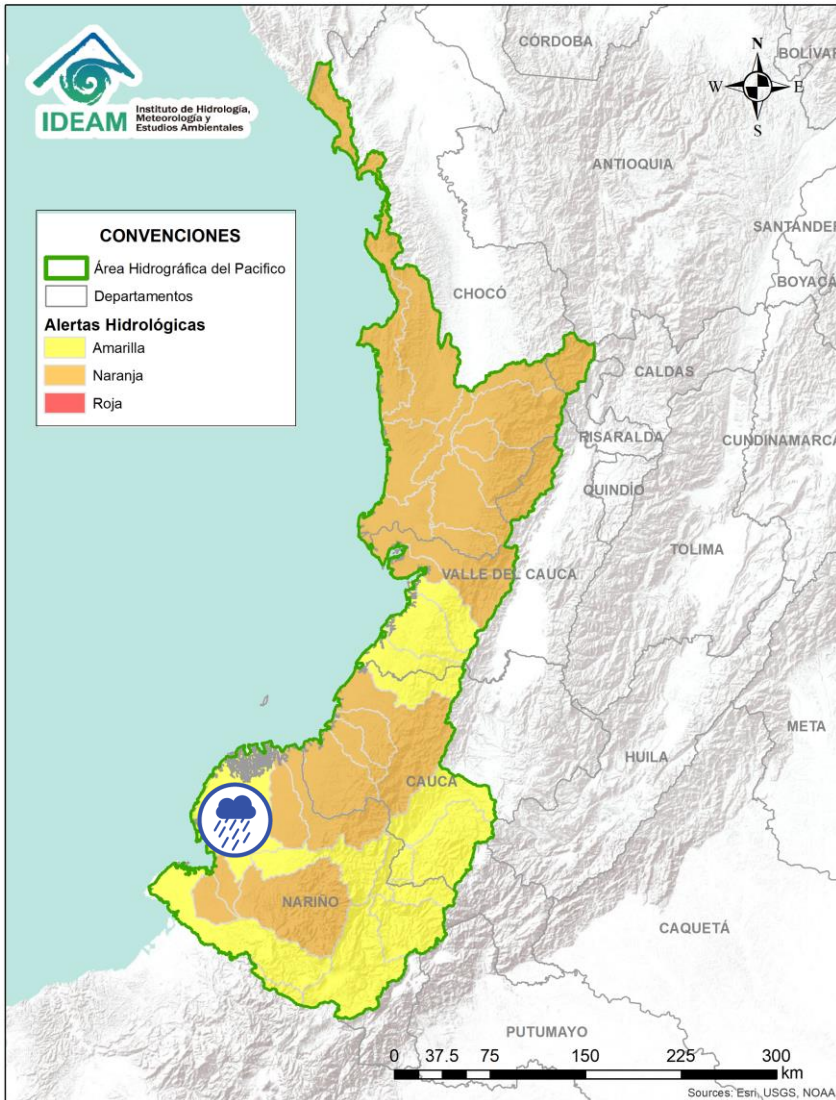 IDEAM
Instituto de Hidrología,
Meteorología y
Estudios Ambientales
N
W
E
S
CONVENCIONES
Área Hidrográfica del Pacifico
Departamentos
Alertas Hidrológicas
Amarilla
Naranja
Roja
CÓRDOBA
BOLÍVAR
ANTIOQUIA
SANTANDER
BOYACÁ
CHOCÓ
CALDAS
RISARALDA
CUNDINAMARCA
QUINDÍO
TOLIMA
VALLE DEL CAUCA
META
HUILA
CAUCA
NARIÑO
CAQUETÁ
PUTUMAYO
0 37.5 75 150 225 300
km
Sources: Esri, USGS, NOAA